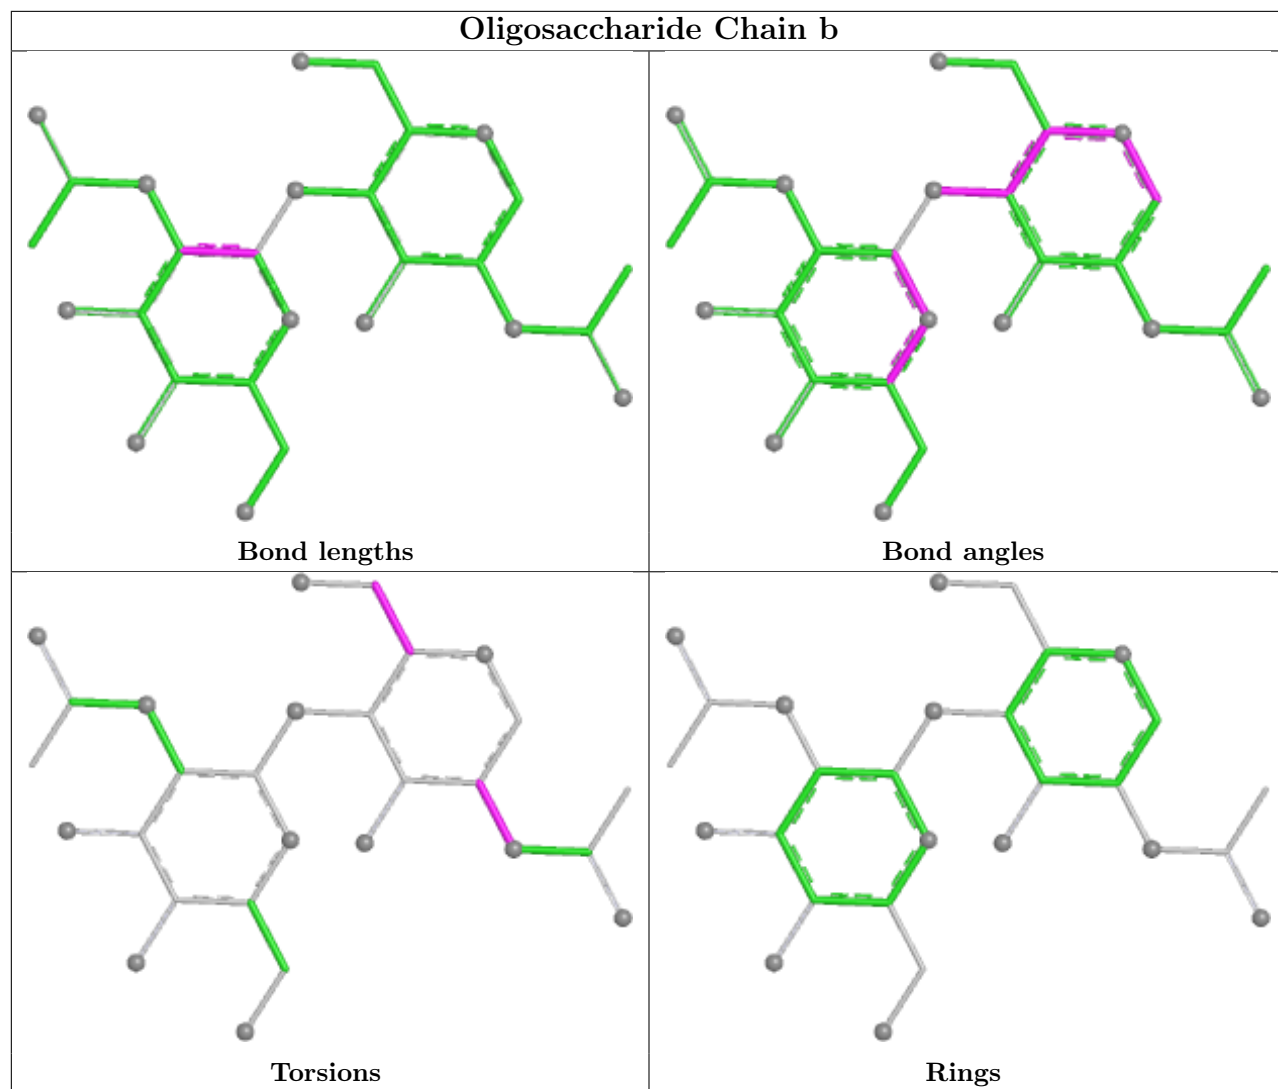 Oligosaccharide Chain b
Bond lengths
Bond angles
Torsions
Rings